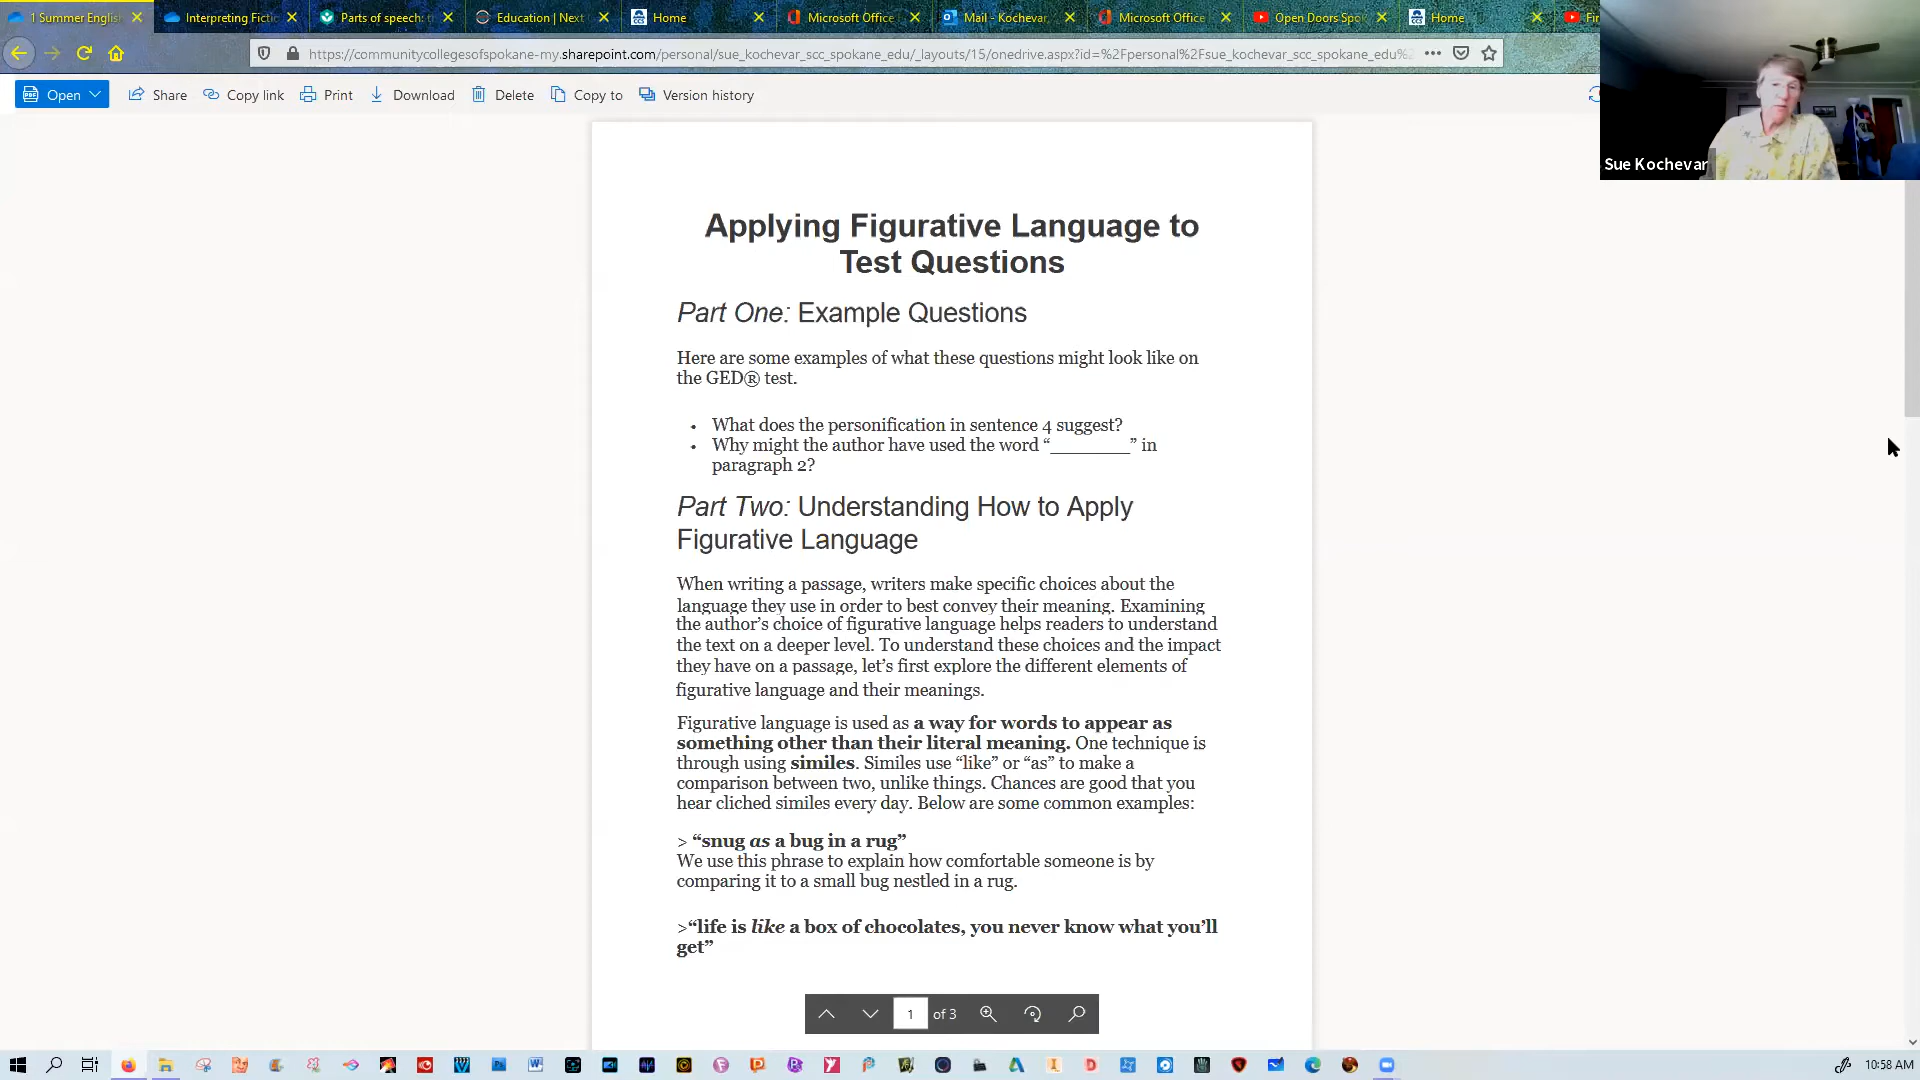 1 Summer English
Interpreting Fictic
Parts of speech: t
Education | Next
Home
Microsoft Office
Mail - Kochevar,
Microsoft Office
Open Doors Spo
Home
Fir
https://communitycollegesofspokane-my.sharepoint.com/personal/sue_kochevar_scc_spokane_edu/_layouts/15/onedrive.aspx?id=%2Fpersonal%2Fsue_kochevar_scc_spokane_edu%2
Open
Share
Copy link
Print
Download
Delete
Copy to
Version history
Sue Kochevar
Applying Figurative Language to
Test Questions
Part One: Example Questions
Here are some examples of what these questions might look like on
the GED® test.
• What does the personification in sentence 4 suggest?
• Why might the author have used the word “________” in
paragraph 2?
Part Two: Understanding How to Apply
Figurative Language
When writing a passage, writers make specific choices about the
language they use in order to best convey their meaning. Examining
the author’s choice of figurative language helps readers to understand
the text on a deeper level. To understand these choices and the impact
they have on a passage, let’s first explore the different elements of
figurative language and their meanings.
Figurative language is used as a way for words to appear as
something other than their literal meaning. One technique is
through using similes. Similes use “like” or “as” to make a
comparison between two, unlike things. Chances are good that you
hear cliched similes every day. Below are some common examples:
> “snug as a bug in a rug”
We use this phrase to explain how comfortable someone is by
comparing it to a small bug nestled in a rug.
>“life is like a box of chocolates, you never know what you’ll
get”
1 of 3
10:58 AM